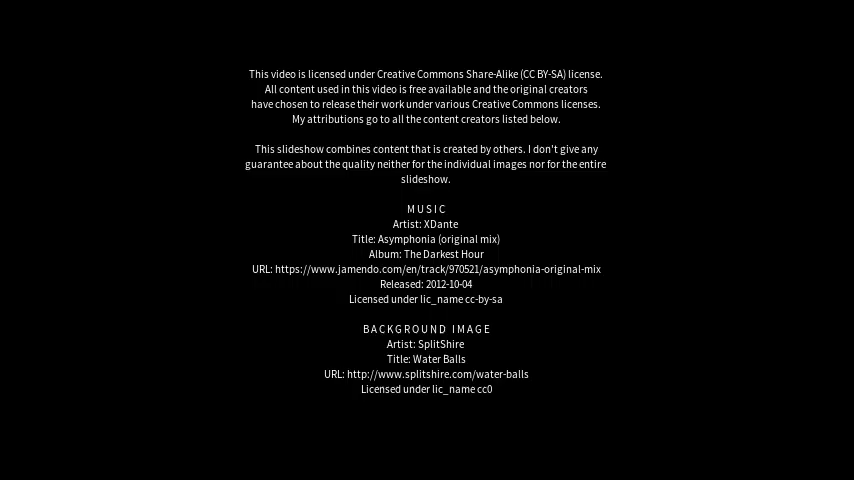 This video is licensed under Creative Commons Share-Alike (CC BY-SA) license.
All content used in this video is free available and the original creators
have chosen to release their work under various Creative Commons licenses.
My attributions go to all the content creators listed below.
This slideshow combines content that is created by others. I don't give any
guarantee about the quality neither for the individual images nor for the entire
slideshow.
MUSIC
Artist: XDante
Title: Asymphonia (original mix)
Album: The Darkest Hour
URL: https://www.jamendo.com/en/track/970521/asymphonia-original-mix
Released: 2012-10-04
Licensed under lic_name cc-by-sa
BACKGROUND IMAGE
Artist: SplitShire
Title: Water Balls
URL: http://www.splitshire.com/water-balls
Licensed under lic_name cc0